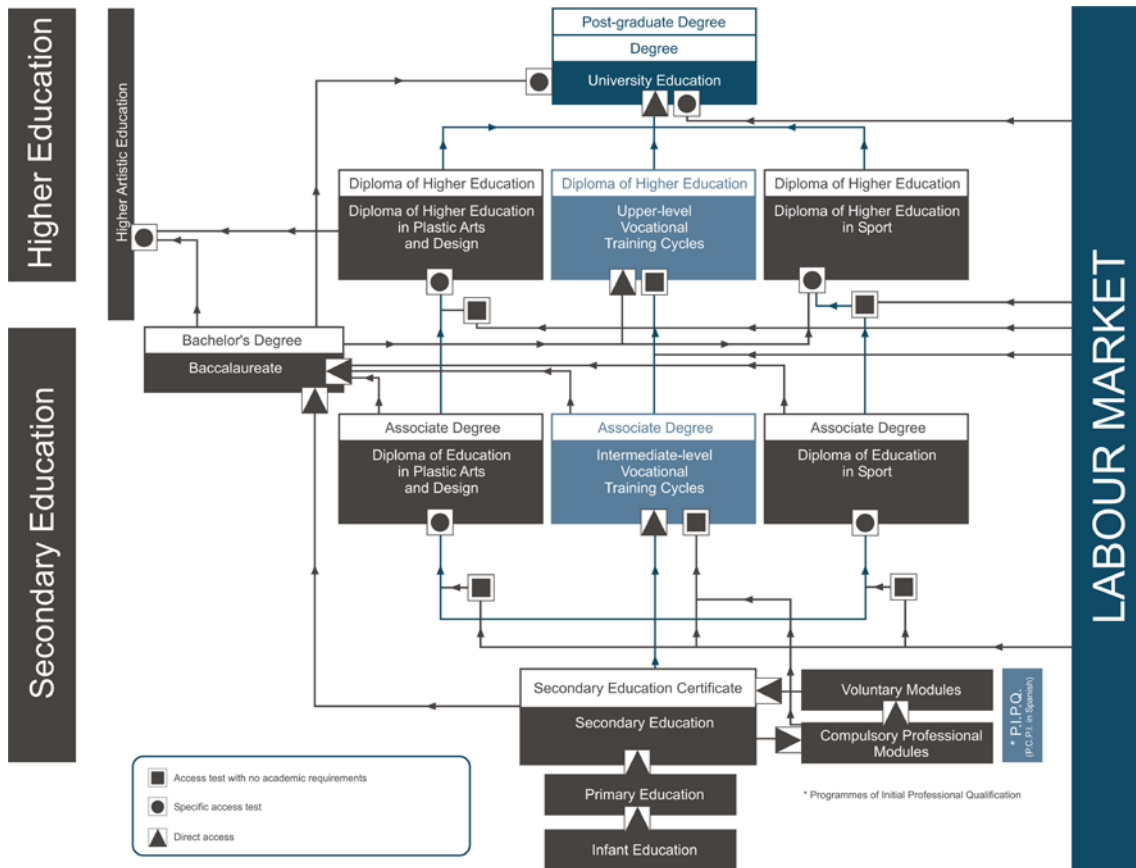 Higher Education
Secondary Education
Higher Artistic Education
Post-graduate Degree
Degree
University Education
Diploma of Higher Education
Diploma of Higher Education
in Plastic Arts
and Design
Diploma of Higher Education
Upper-level
Vocational
Training Cycles
Diploma of Higher Education
Diploma of Higher Education
in Sport
Bachelor's Degree
Baccalaureate
Associate Degree
Diploma of Education
in Plastic Arts
and Design
Associate Degree
Intermediate-level
Vocational
Training Cycles
Associate Degree
Diploma of Education
in Sport
Secondary Education Certificate
Secondary Education
Voluntary Modules
Compulsory Professional
Modules
* P.I.P.Q.
(P.C.P.I. in Spanish)
Primary Education
Infant Education
* Programmes of Initial Professional Qualification
Access test with no academic requirements
Specific access test
Direct access
LABOUR MARKET